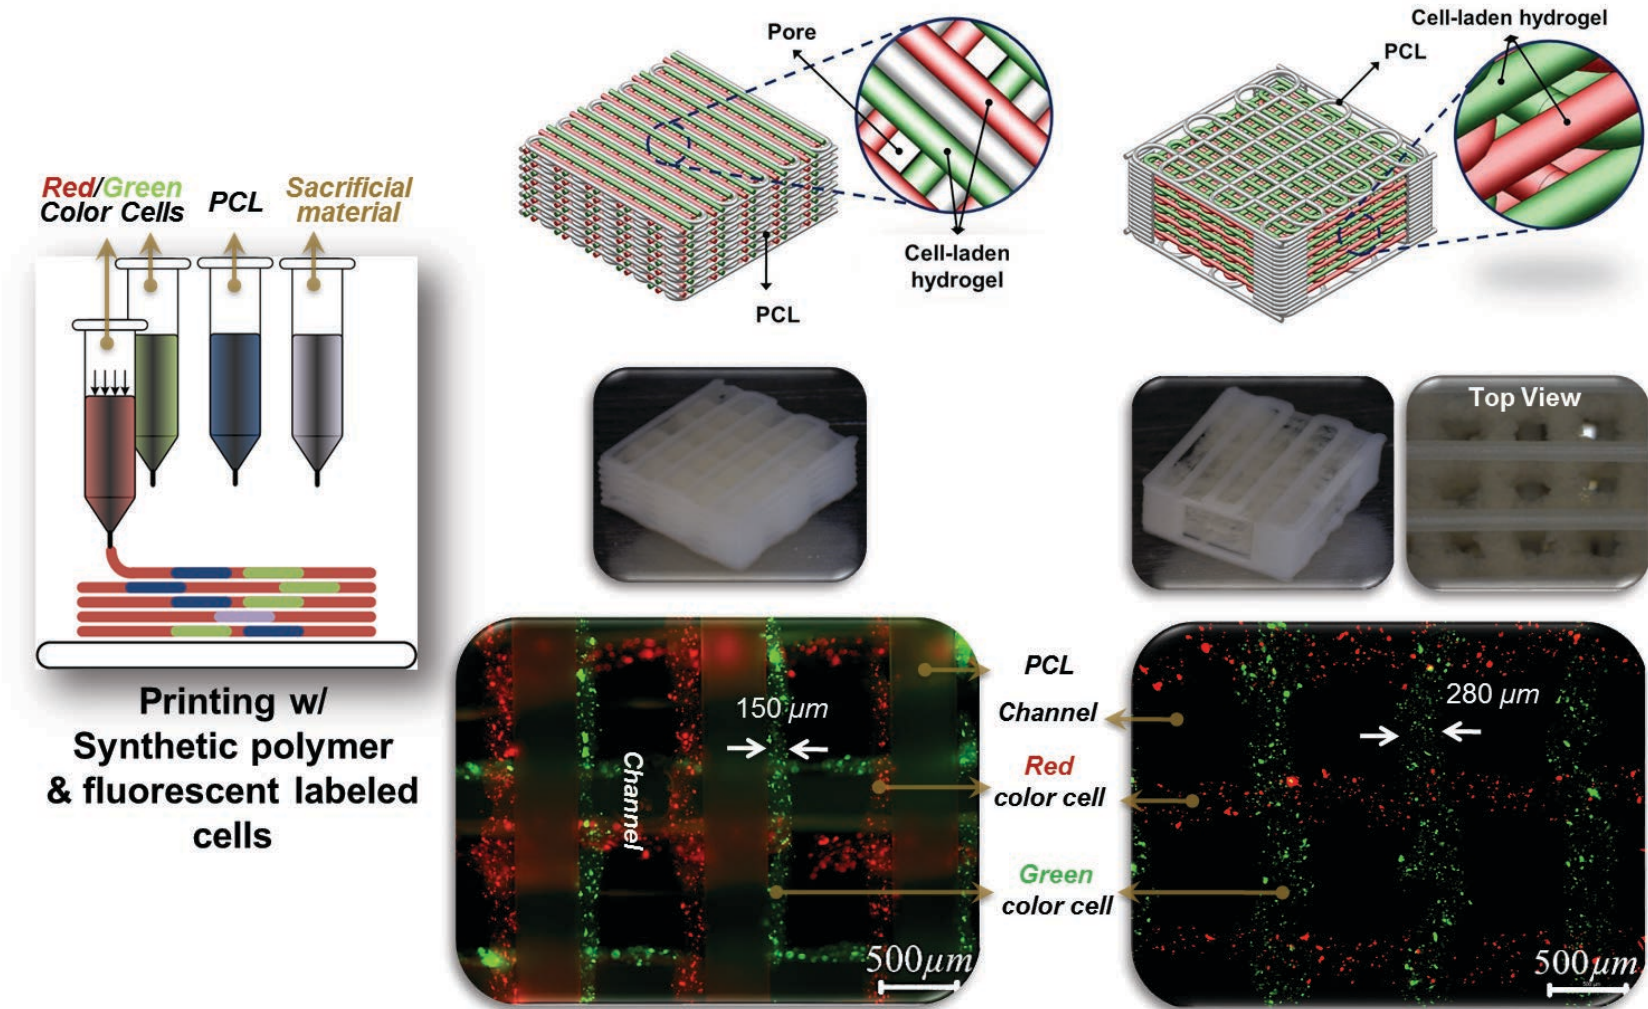 Red/Green
Color Cells
PCL
Sacrificial
material
Printing w/
Synthetic polymer
& fluorescent labeled
cells
Pore
Cell-laden
hydrogel
PCL
Cell-laden hydrogel
PCL
Top View
150 µm
Channel
500µm
PCL
Channel
Red
color cell
Green
color cell
280 µm
500µm